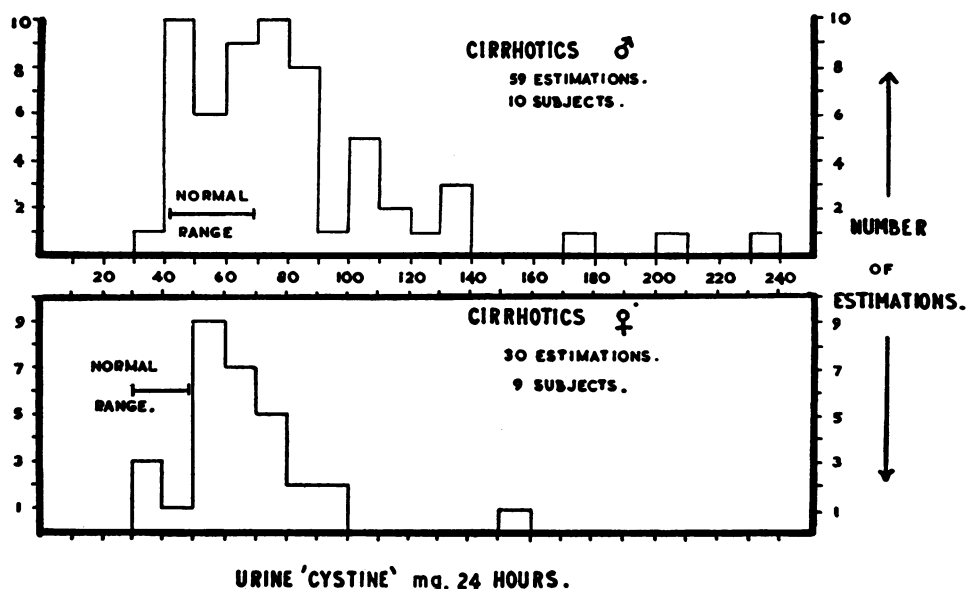 CIRRHOTICS ♂
59 ESTIMATIONS.
10 SUBJECTS.
10
8
6
4
2
NORMAL
RANGE
10
8
6
4
2
20 40 60 80 100 120 140 160 180 200 220 240
NUMBER
OF
ESTIMATIONS.
CIRRHOTICS ♀
30 ESTIMATIONS.
9 SUBJECTS.
9
7
5
3
1
NORMAL
RANGE.
9
7
5
3
1
URINE 'CYSTINE' mg. 24 HOURS.